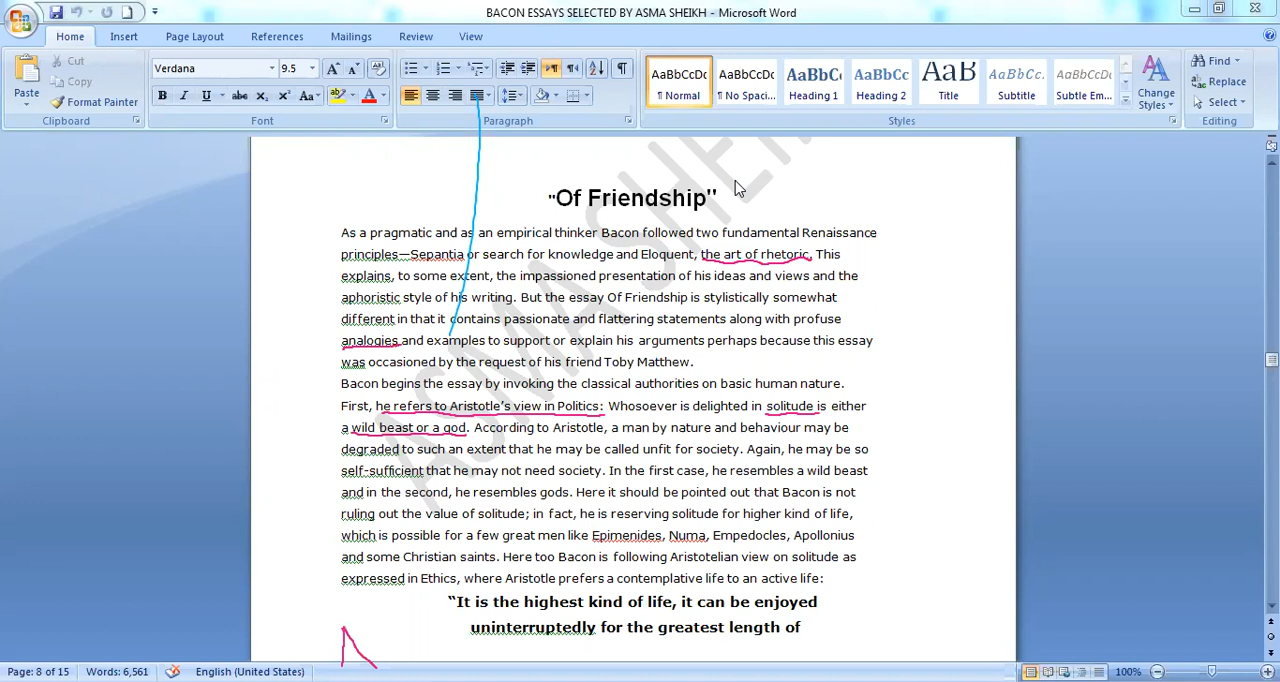 BACON ESSAYS SELECTED BY ASMA SHEIKH - Microsoft Word
Home Insert Page Layout References Mailings Review View
Paste
Cut
Copy
Format Painter
Clipboard
Verdana 9.5
Font
Paragraph
AaBbCcDc AaBbCcDc AaBbC AaBbCc AaB AaBbCc. AaBbCcDc
¶ Normal ¶ No Spaci... Heading 1 Heading 2 Title Subtitle Subtle Em...
Change Styles
Styles
Find
Replace
Select
Editing
ASMA SHE
"Of Friendship"
As a pragmatic and as an empirical thinker Bacon followed two fundamental Renaissance
principles—Sepantia or search for knowledge and Eloquent, the art of rhetoric. This
explains, to some extent, the impassioned presentation of his ideas and views and the
aphoristic style of his writing. But the essay Of Friendship is stylistically somewhat
different in that it contains passionate and flattering statements along with profuse
analogies and examples to support or explain his arguments perhaps because this essay
was occasioned by the request of his friend Toby Matthew.
Bacon begins the essay by invoking the classical authorities on basic human nature.
First, he refers to Aristotle's view in Politics: Whosoever is delighted in solitude is either
a wild beast or a god. According to Aristotle, a man by nature and behaviour may be
degraded to such an extent that he may be called unfit for society. Again, he may be so
self-sufficient that he may not need society. In the first case, he resembles a wild beast
and in the second, he resembles gods. Here it should be pointed out that Bacon is not
ruling out the value of solitude; in fact, he is reserving solitude for higher kind of life,
which is possible for a few great men like Epimenides, Numa, Empedocles, Apollonius
and some Christian saints. Here too Bacon is following Aristotelian view on solitude as
expressed in Ethics, where Aristotle prefers a contemplative life to an active life:
“It is the highest kind of life, it can be enjoyed
uninterruptedly for the greatest length of
Page: 8 of 15 Words: 6,561 English (United States) 100%